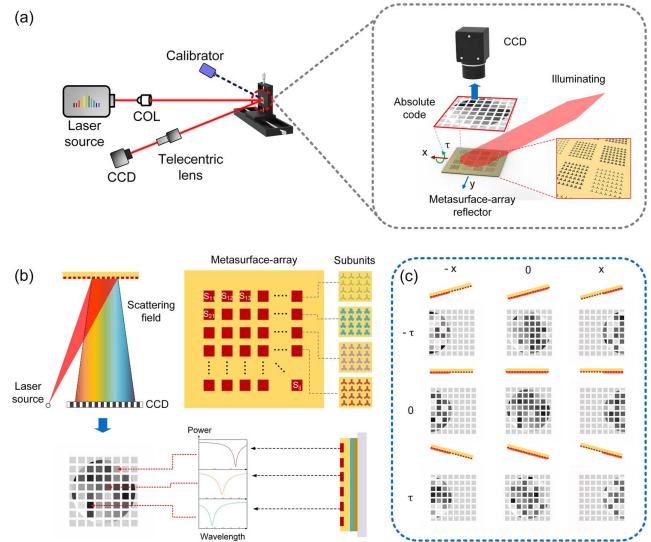 (a)
Calibrator
COL
Laser
source
CCD
Telecentric
lens
CCD
Illuminating
Absolute
code
x
τ
y
Metasurface-array
reflector
(b)
Scattering
field
Laser
source
CCD
Metasurface-array
Subunits
S11 S12 S13
S21
Power
Wavelength
(c)
- x 0 x
- τ
0
τ